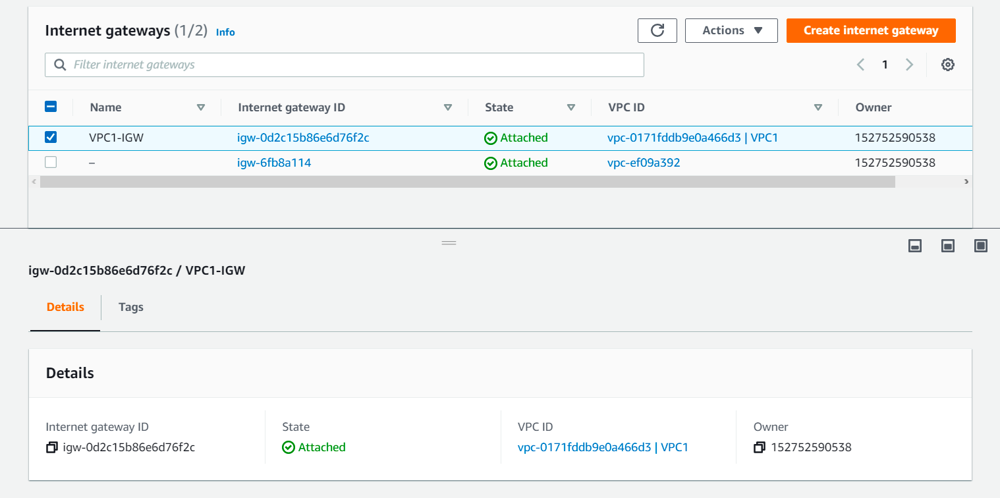 Internet gateways (1/2) Info
Actions
Create internet gateway
Filter internet gateways
1
Name Internet gateway ID State VPC ID Owner
VPC1-IGW igw-0d2c15b86e6d76f2c Attached vpc-0171fddb9e0a466d3 | VPC1 152752590538
– igw-6fb8a114 Attached vpc-ef09a392 152752590538
igw-0d2c15b86e6d76f2c / VPC1-IGW
Details Tags
Details
Internet gateway ID State VPC ID Owner
igw-0d2c15b86e6d76f2c Attached vpc-0171fddb9e0a466d3 | VPC1 152752590538